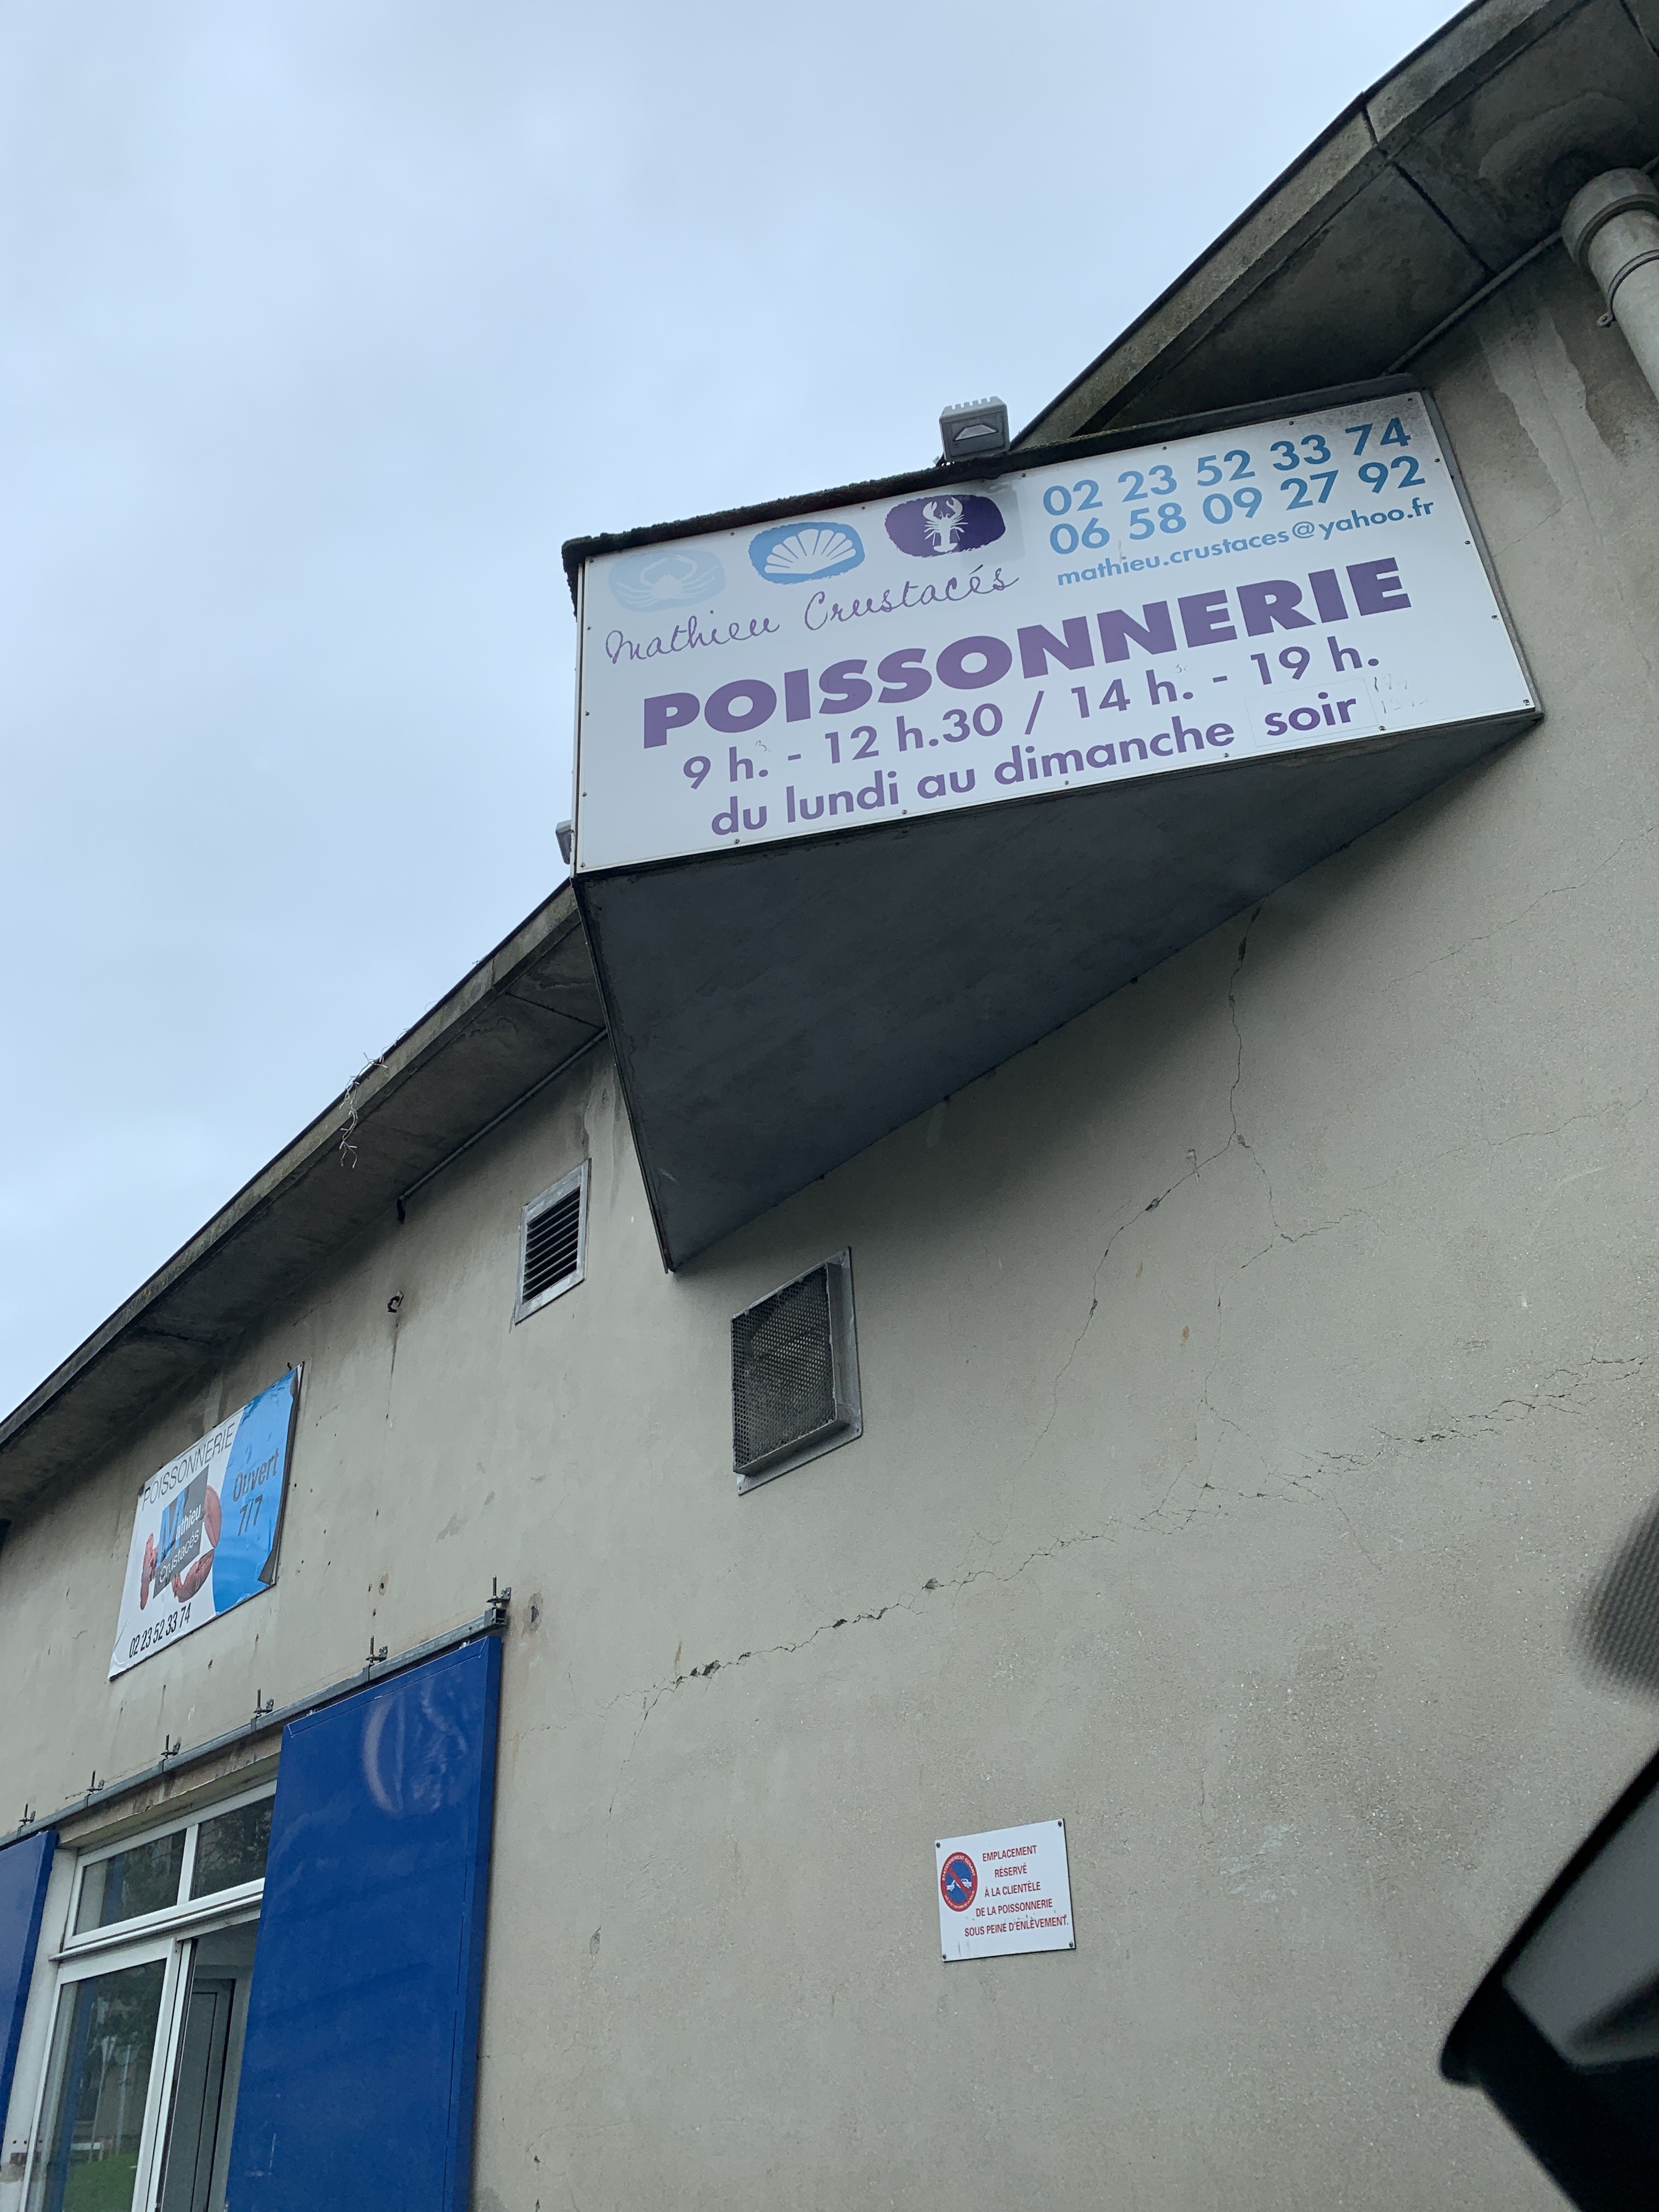 02 23 52 33 74
06 58 09 27 92
mathieu.crustaces@yahoo.fr
Mathieu Crustacés
POISSONNERIE
9 h. - 12 h.30 / 14 h. - 19 h.
du lundi au dimanche soir
POISSONNERIE
Mathieu
Crustacés
Ouvert
7/7
02 23 52 33 74
EMPLACEMENT
RÉSERVÉ
À LA CLIENTÈLE
DE LA POISSONNERIE
SOUS PEINE D'ENLÈVEMENT.